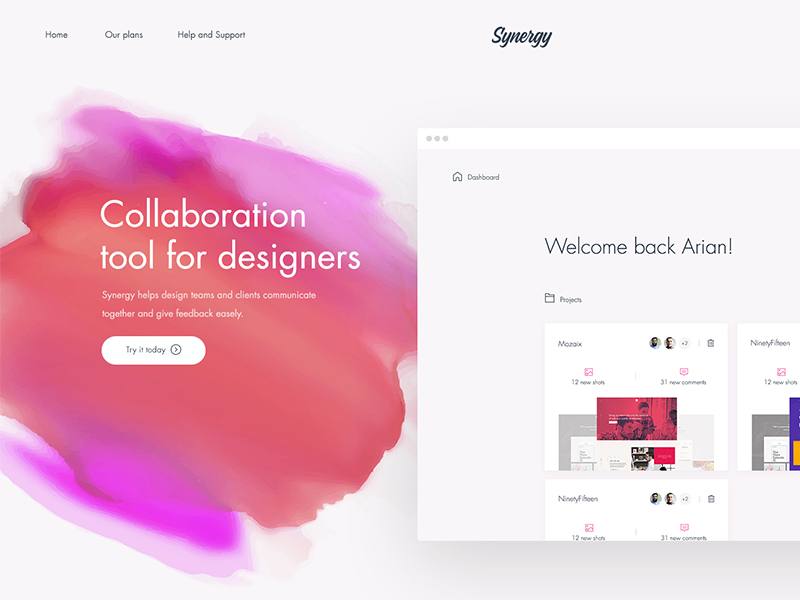 Home
Our plans
Help and Support
Synergy
Collaboration
tool for designers
Synergy helps design teams and clients communicate
together and give feedback easily.
Try it today
Dashboard
Welcome back Arian!
Projects
Mozaix
+2
12 new shots
31 new comments
NinetyFifteen
12 new shots
NinetyFifteen
+2
12 new shots
31 new comments